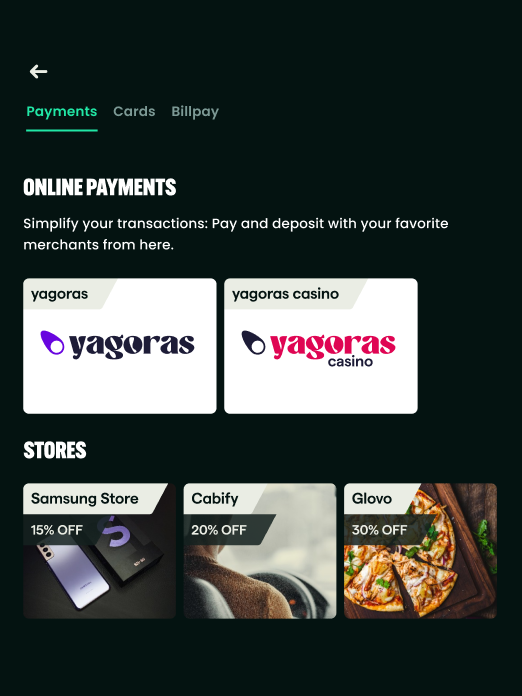 Payments Cards Billpay
ONLINE PAYMENTS
Simplify your transactions: Pay and deposit with your favorite
merchants from here.
yagoras
yagoras casino
yagoras
yagoras
casino
STORES
Samsung Store
Cabify
Glovo
15% OFF
20% OFF
30% OFF
S